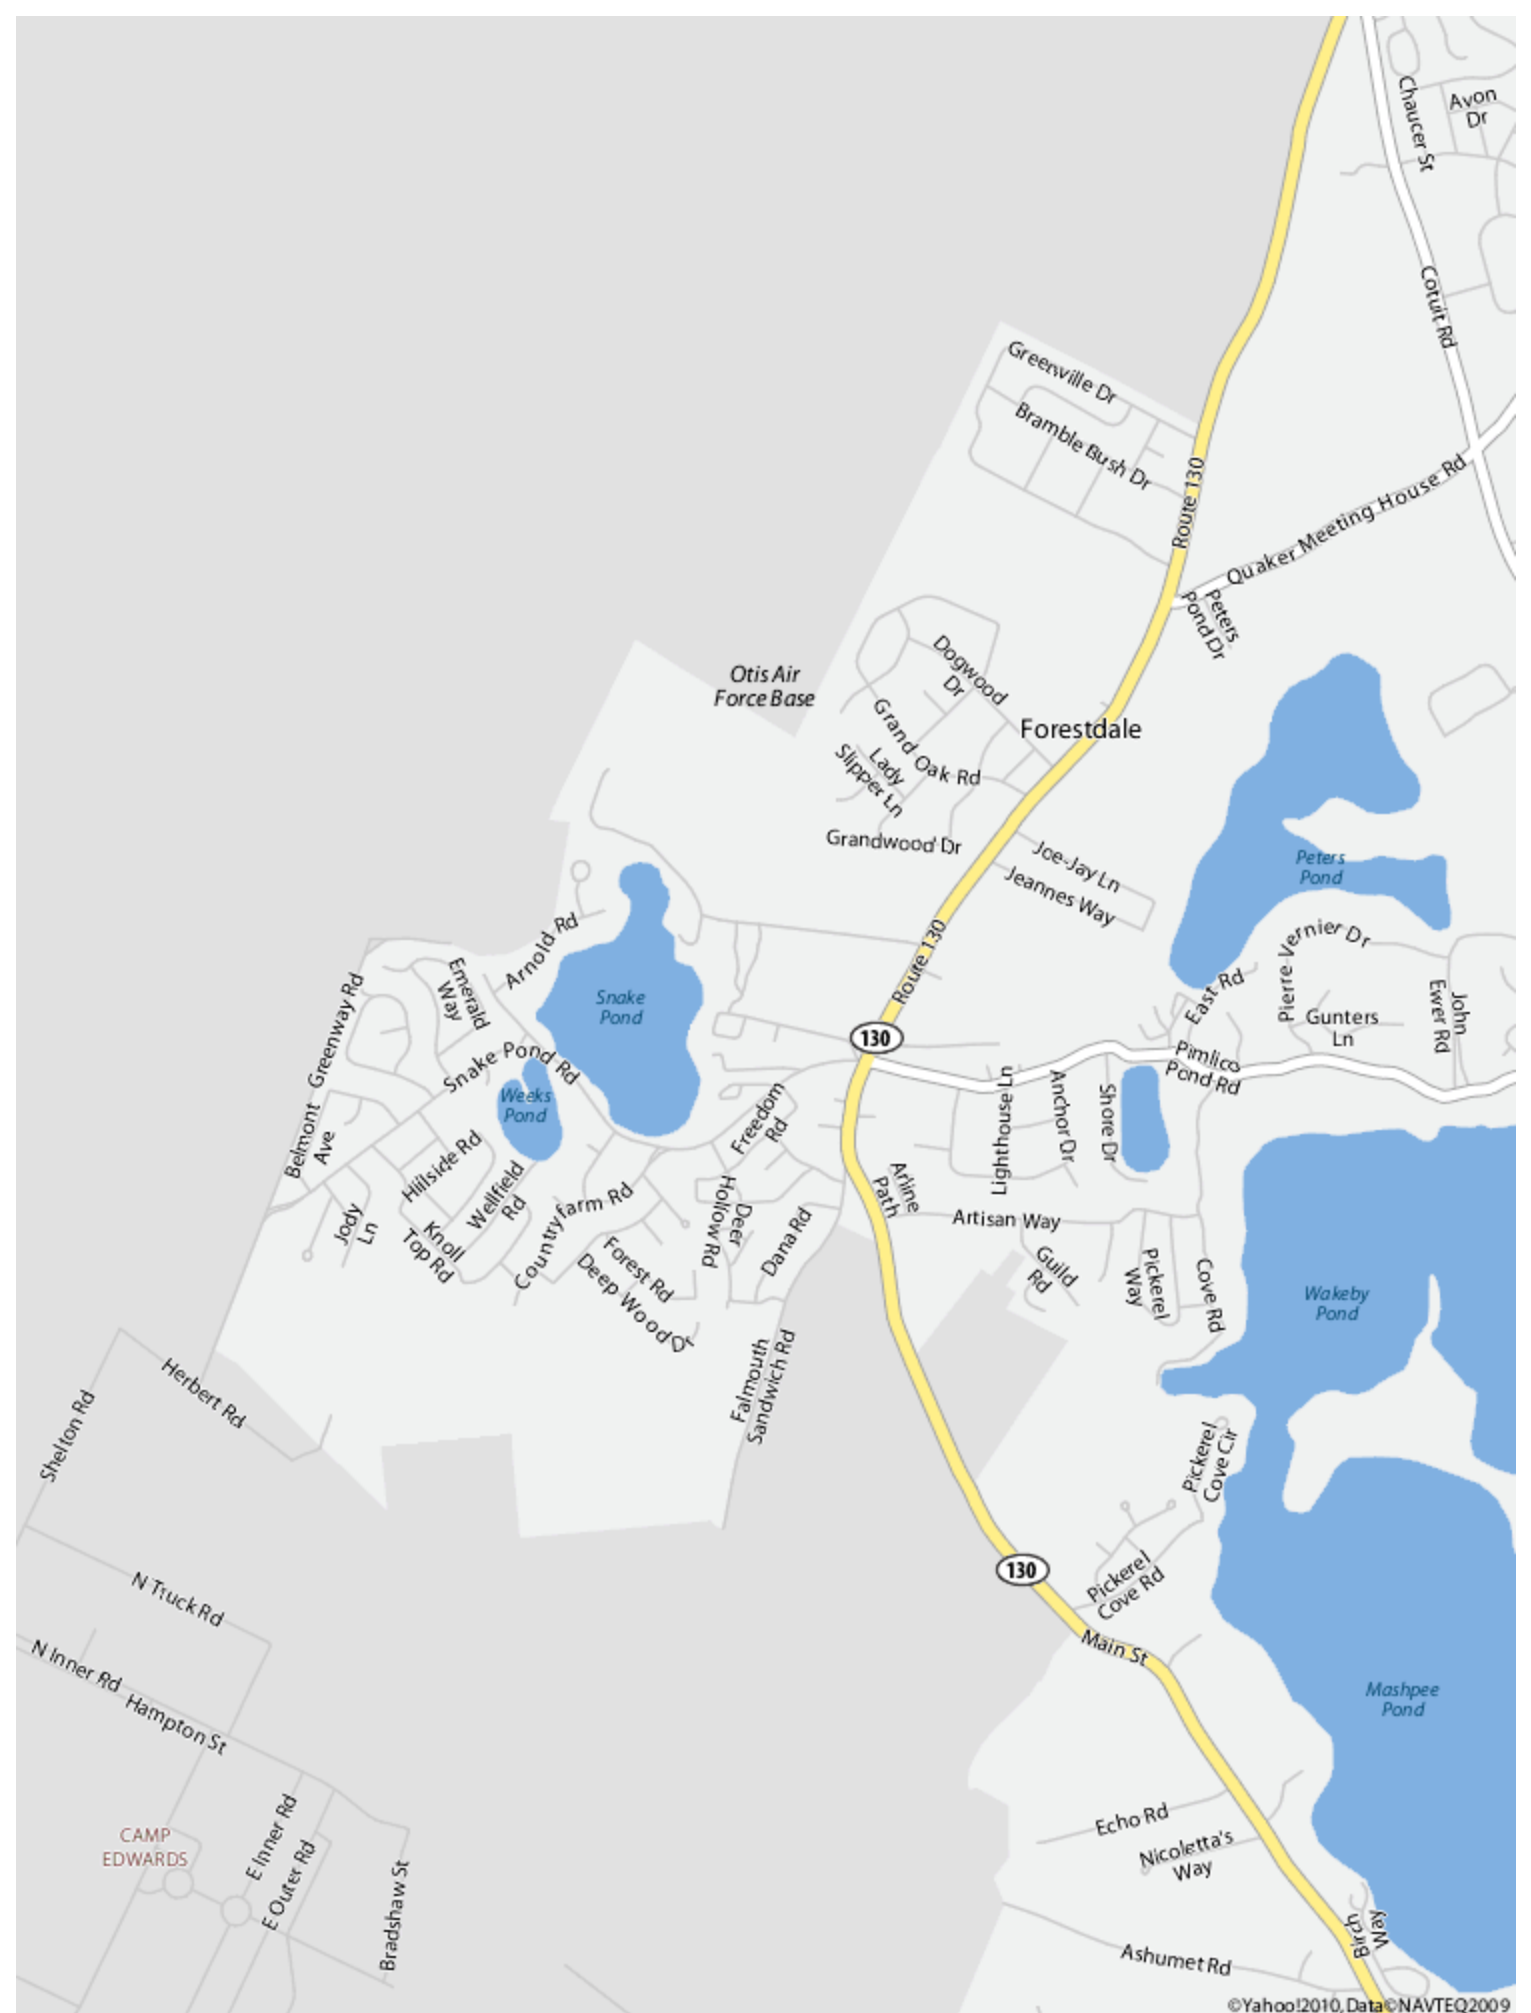 Chaucer St
Avon
Dr
Cotuit Rd
Greenville Dr
Bramble Bush Dr
Route 130
Quaker Meeting House Rd
Peters
Pond Dr
Otis Air
Force Base
Dogwood
Dr
Forestdale
Grand Oak Rd
Lady
Slipper Ln
Grandwood Dr
Joe-Jay Ln
Jeannes Way
Peters
Pond
Pierre Vernier Dr
Arnold Rd
Route 130
Emerald
Way
Snake
Pond
Greenway Rd
East Rd
Gunters
Ln
John
Ewer Rd
130
Snake Pond Rd
Pimlico
Pond Rd
Weeks
Pond
Freedom
Rd
Lighthouse Ln
Anchor Dr
Shore Dr
Belmont
Ave
Hillside Rd
Wellfield
Rd
Countryfarm Rd
Arline
Path
Artisan Way
Jody
Ln
Knoll
Top Rd
Deer
Hollow Rd
Dana Rd
Forest Rd
Deep Wood Dr
Guild
Rd
Pickerel
Way
Cove Rd
Wakeby
Pond
Falmouth
Sandwich Rd
Herbert Rd
Shelton Rd
Pickerel
Cove Cir
130
Pickerel
Cove Rd
N Truck Rd
Main St
N Inner Rd
Hampton St
Mashpee
Pond
Echo Rd
Nicoletta's
Way
CAMP
EDWARDS
E Inner Rd
E Outer Rd
Bradshaw St
Birch
Way
Ashumet Rd
©Yahoo!2010, Data©NAVTEQ2009